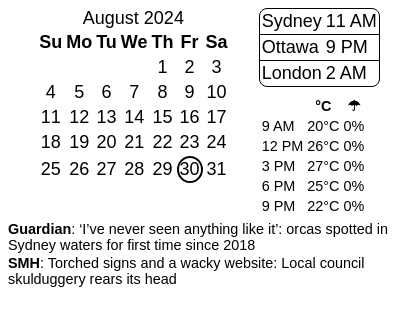 August 2024
Su Mo Tu We Th Fr Sa
1 2 3
4 5 6 7 8 9 10
11 12 13 14 15 16 17
18 19 20 21 22 23 24
25 26 27 28 29 30 31
Sydney 11 AM
Ottawa 9 PM
London 2 AM
°C ☂
9 AM 20°C 0%
12 PM 26°C 0%
3 PM 27°C 0%
6 PM 25°C 0%
9 PM 22°C 0%
Guardian: ‘I’ve never seen anything like it’: orcas spotted in
Sydney waters for first time since 2018
SMH: Torched signs and a wacky website: Local council
skulduggery rears its head